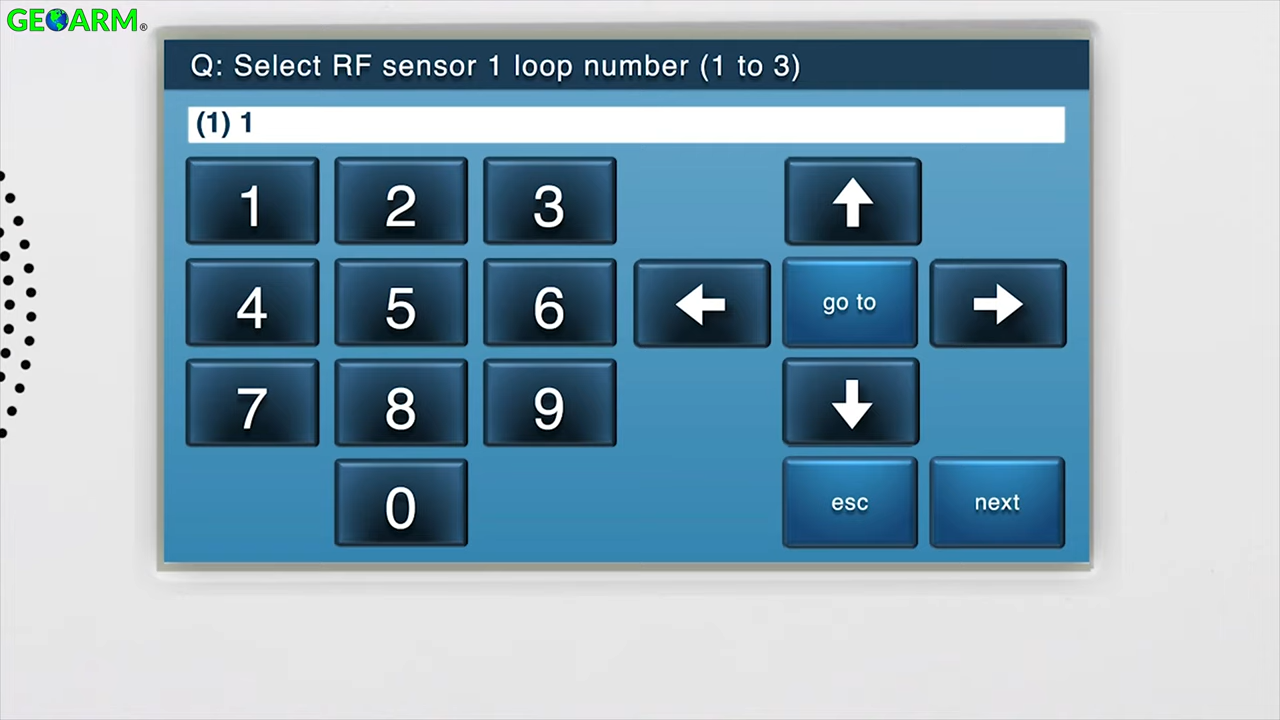 GEOARM®
Q: Select RF sensor 1 loop number (1 to 3)
(1) 1
1 2 3
4 5 6 go to
7 8 9
0 esc next